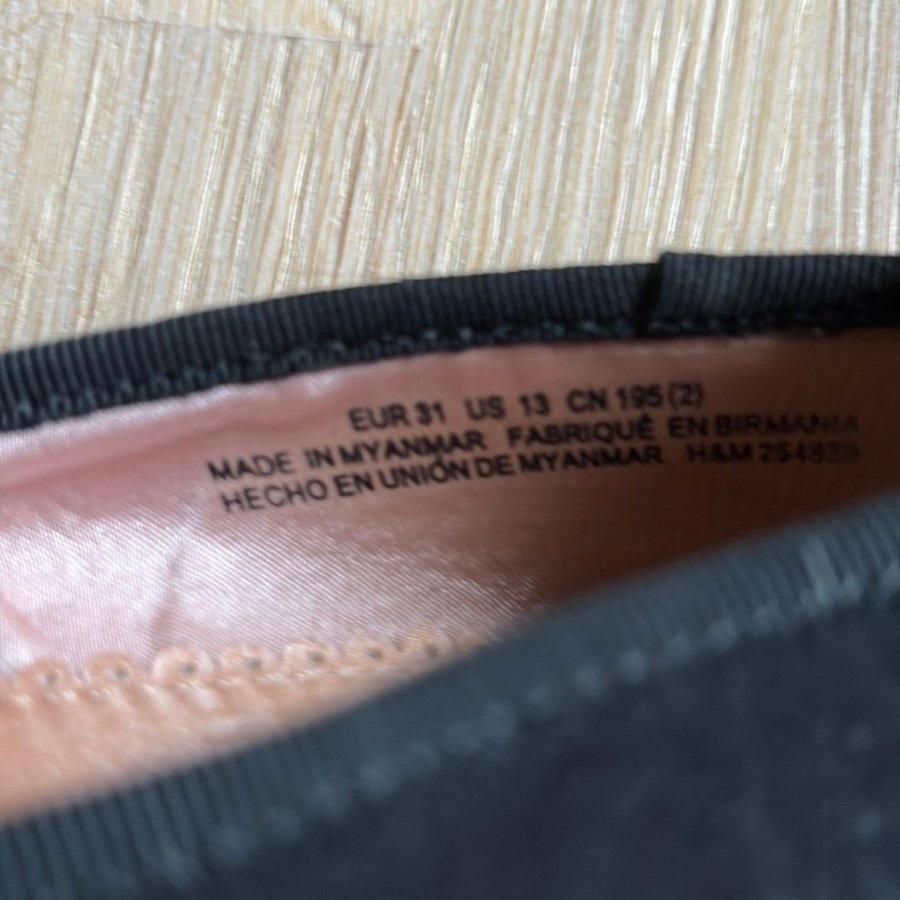 EUR 31 US 13 CN 195 (2)
MADE IN MYANMAR FABRIQUÉ EN BIRMANIA
HECHO EN UNIÓN DE MYANMAR H&M